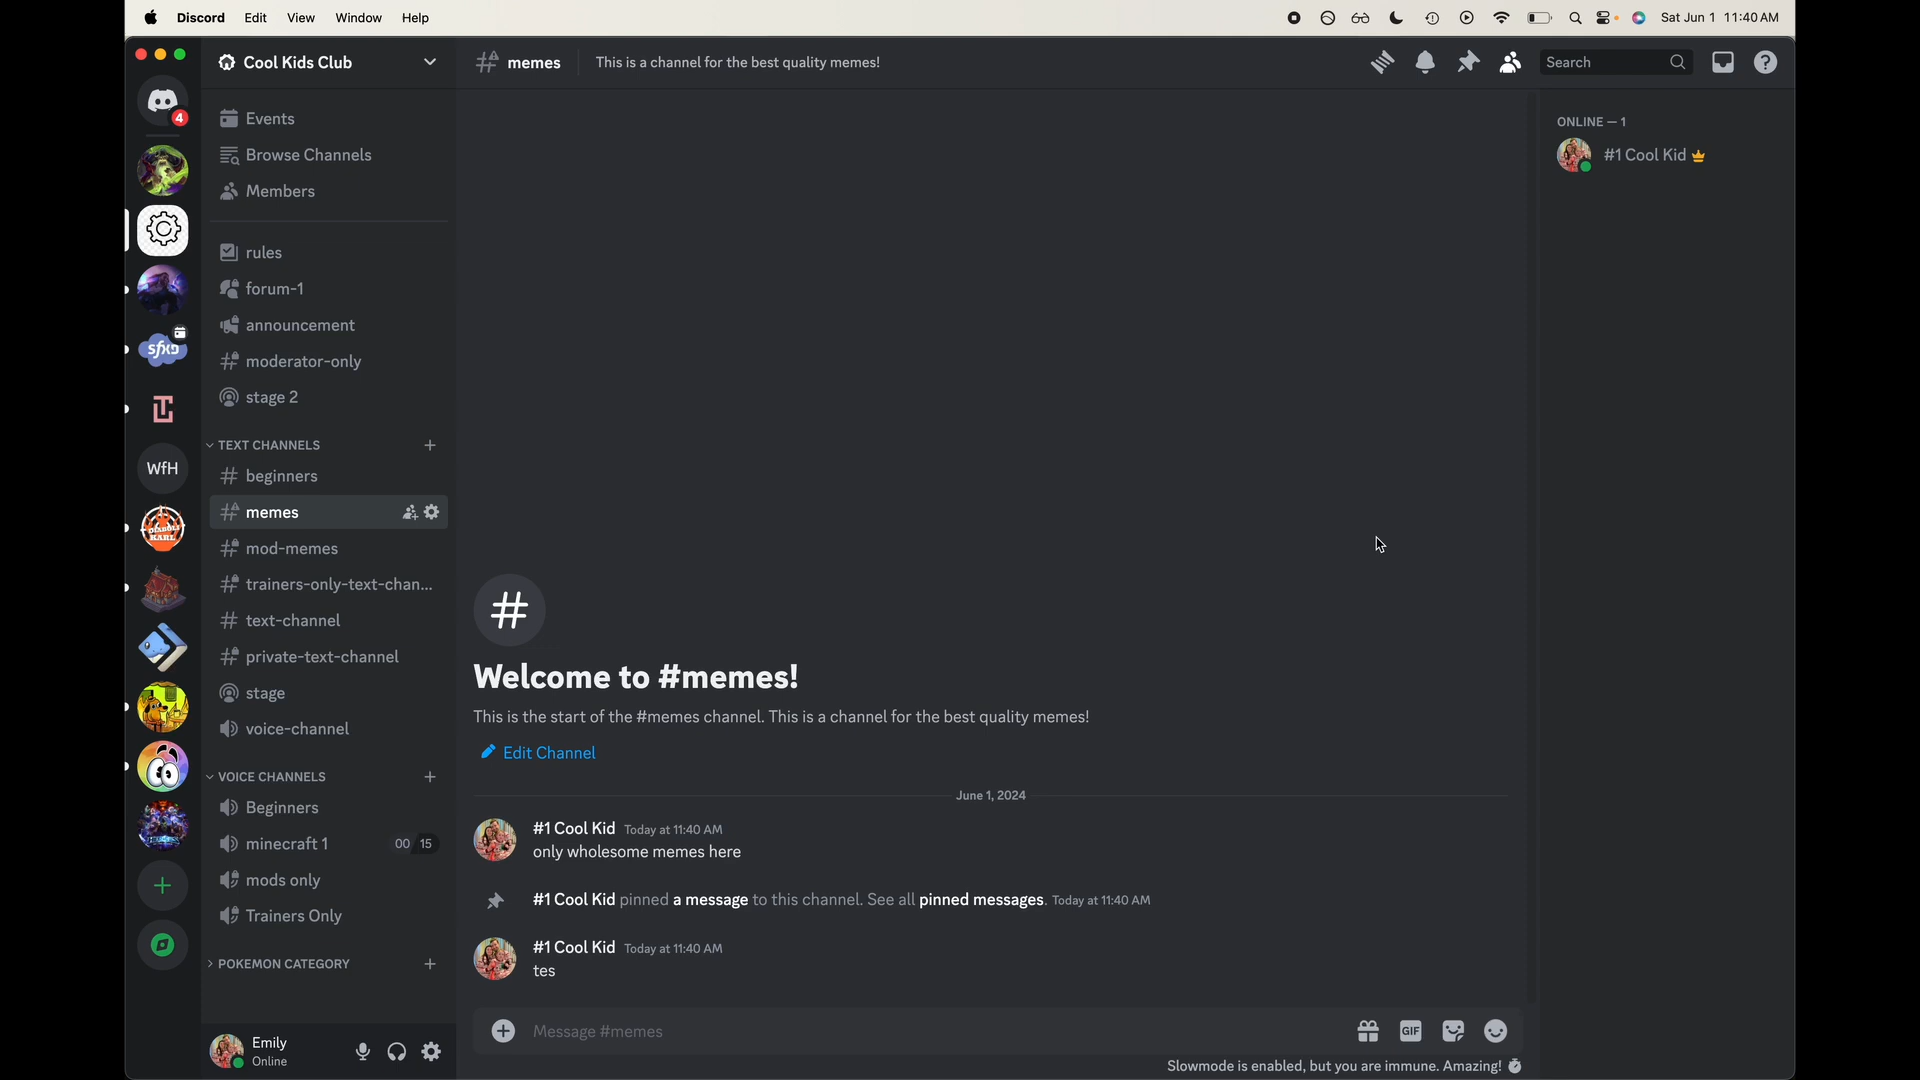 Discord Edit View Window Help
Sat Jun 1 11:40 AM
Cool Kids Club
memes
This is a channel for the best quality memes!
Search
4
sfxd
WfH
DIABOLI
KARL
Events
Browse Channels
Members
rules
forum-1
announcement
moderator-only
stage 2
TEXT CHANNELS
beginners
memes
mod-memes
trainers-only-text-chan...
text-channel
private-text-channel
stage
voice-channel
VOICE CHANNELS
Beginners
minecraft 1 00 15
mods only
Trainers Only
POKEMON CATEGORY
Emily
Online
#
Welcome to #memes!
This is the start of the #memes channel. This is a channel for the best quality memes!
Edit Channel
June 1, 2024
#1 Cool Kid Today at 11:40 AM
only wholesome memes here
#1 Cool Kid pinned a message to this channel. See all pinned messages. Today at 11:40 AM
#1 Cool Kid Today at 11:40 AM
tes
Message #memes
GIF
Slowmode is enabled, but you are immune. Amazing!
ONLINE — 1
#1 Cool Kid